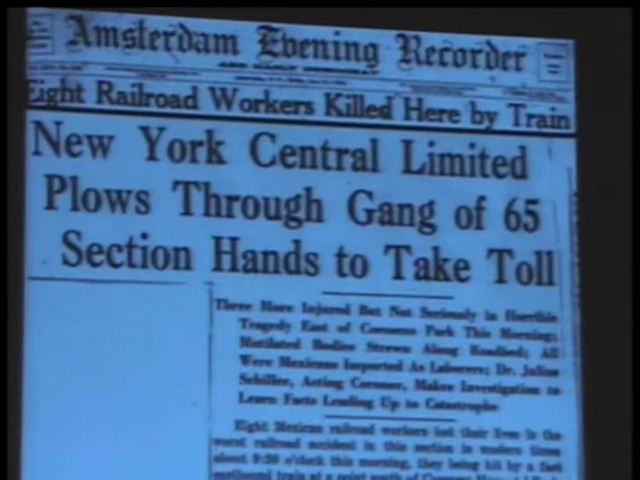 Amsterdam Evening Recorder
Eight Railroad Workers Killed Here by Train
New York Central Limited
Plows Through Gang of 65
Section Hands to Take Toll
Three More Injured But Not Seriously in Horrible
Tragedy East of Park This Morning;
Mutilated Bodies Strewn Along Roadbed; All
Were Mexicans Imported As Laborers; Dr. Julius
Schiller, Acting Coroner, Makes Investigation to
Learn Facts Leading Up to Catastrophe
Eight Mexican railroad workers lost their lives in the
worst railroad accident in this section in modern times
about 9:30 o'clock this morning, they being hit by a fast
train at a point